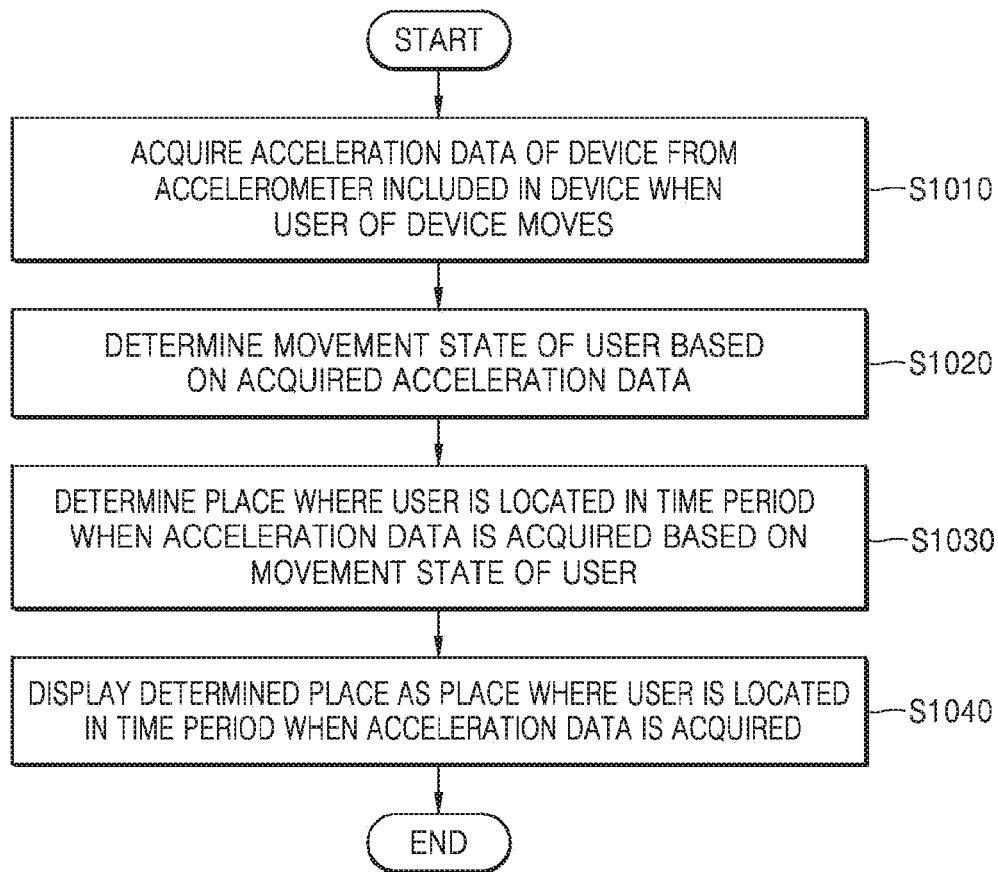 START
ACQUIRE ACCELERATION DATA OF DEVICE FROM
ACCELEROMETER INCLUDED IN DEVICE WHEN
USER OF DEVICE MOVES
S1010
DETERMINE MOVEMENT STATE OF USER BASED
ON ACQUIRED ACCELERATION DATA
S1020
DETERMINE PLACE WHERE USER IS LOCATED IN TIME PERIOD
WHEN ACCELERATION DATA IS ACQUIRED BASED ON
MOVEMENT STATE OF USER
S1030
DISPLAY DETERMINED PLACE AS PLACE WHERE USER IS LOCATED
IN TIME PERIOD WHEN ACCELERATION DATA IS ACQUIRED
S1040
END